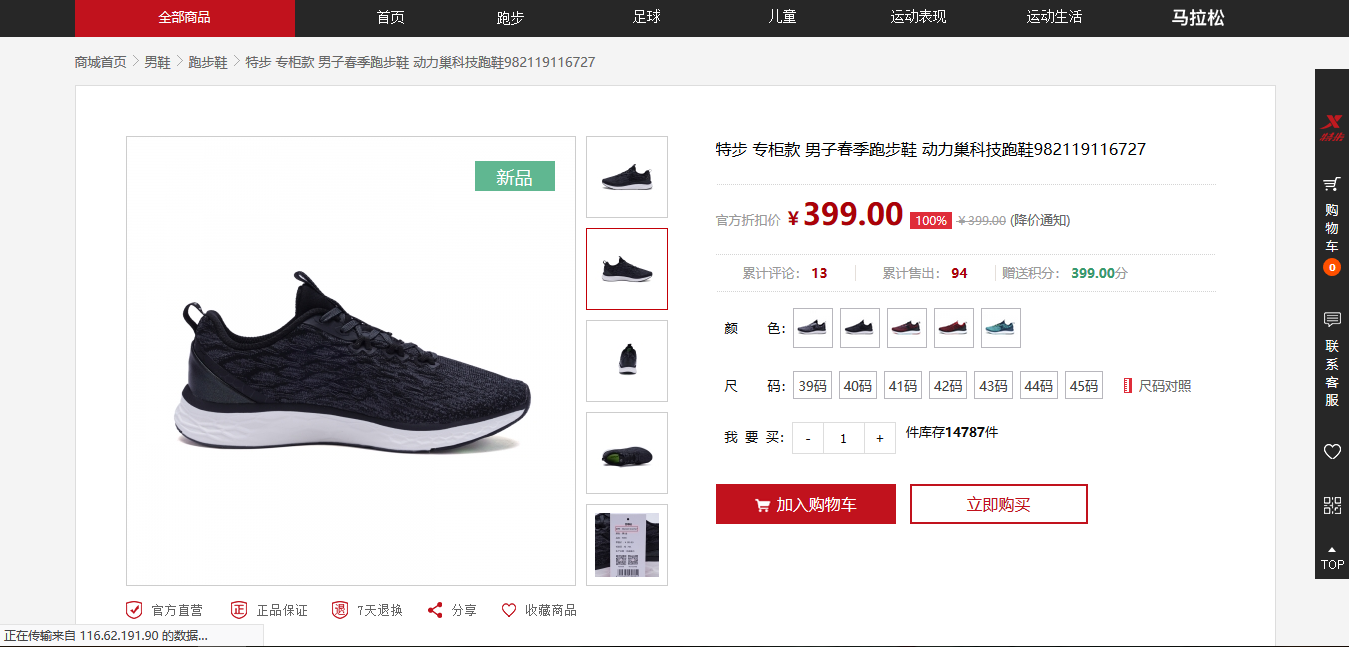 全部商品 首页 跑步 足球 儿童 运动表现 运动生活 马拉松
商城首页 > 男鞋 > 跑步鞋 > 特步 专柜款 男子春季跑步鞋 动力巢科技跑鞋982119116727
新品
特步 专柜款 男子春季跑步鞋 动力巢科技跑鞋982119116727
官方折扣价 ¥399.00 100% ¥399.00 (降价通知)
累计评论: 13 累计售出: 94 赠送积分: 399.00分
颜 色:
尺 码: 39码 40码 41码 42码 43码 44码 45码 尺码对照
我 要 买: - 1 + 件库存14787件
加入购物车 立即购买
正 退
官方直营 正品保证 7天退换 分享 收藏商品
正在传输来自 116.62.191.90 的数据...
特步
购
物
车
0
联
系
客
服
TOP